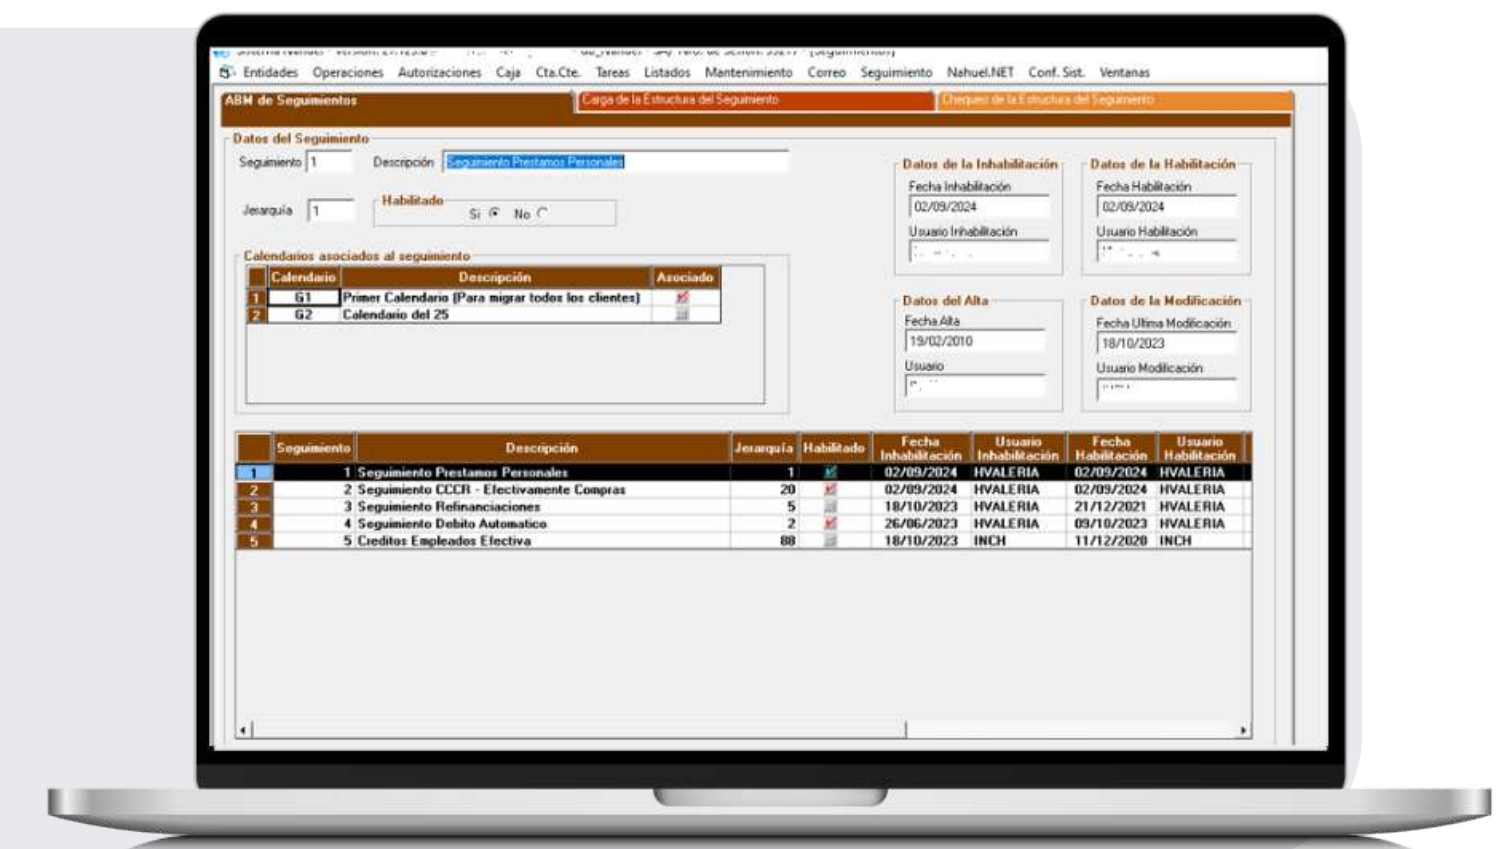 Entidades Operaciones Autorizaciones Caja Cta.Cte. Tareas Listados Mantenimiento Correo Seguimiento Nahuel.NET Conf. Sist. Ventanas
ABM de Seguimientos Carga de la Estructura del Seguimiento Chequeo de la Estructura del Seguimiento
Datos del Seguimiento
Seguimiento 1 Descripción Seguimiento Prestamos Personales
Jerarquía 1 Habilitado Si No
Datos de la Inhabilitación
Fecha Inhabilitación
02/09/2024
Usuario Inhabilitación
Datos de la Habilitación
Fecha Habilitación
02/09/2024
Usuario Habilitación
Calendarios asociados al seguimiento
Calendario Descripción Asociado
1 G1 Primer Calendario (Para migrar todos los clientes)
2 G2 Calendario del 25
Datos del Alta
Fecha Alta
19/02/2010
Usuario
Datos de la Modificación
Fecha Ultima Modificación
18/10/2023
Usuario Modificación
Seguimiento Descripción Jerarquía Habilitado Fecha Inhabilitación Usuario Inhabilitación Fecha Habilitación Usuario Habilitación
1 1 Seguimiento Prestamos Personales 1 02/09/2024 HVALERIA 02/09/2024 HVALERIA
2 2 Seguimiento CCCR - Efectivamente Compras 20 02/09/2024 HVALERIA 02/09/2024 HVALERIA
3 3 Seguimiento Refinanciaciones 5 18/10/2023 HVALERIA 21/12/2021 HVALERIA
4 4 Seguimiento Debito Automatico 2 26/06/2023 HVALERIA 09/10/2023 HVALERIA
5 5 Creditos Empleados Efectiva 88 18/10/2023 INCH 11/12/2020 INCH